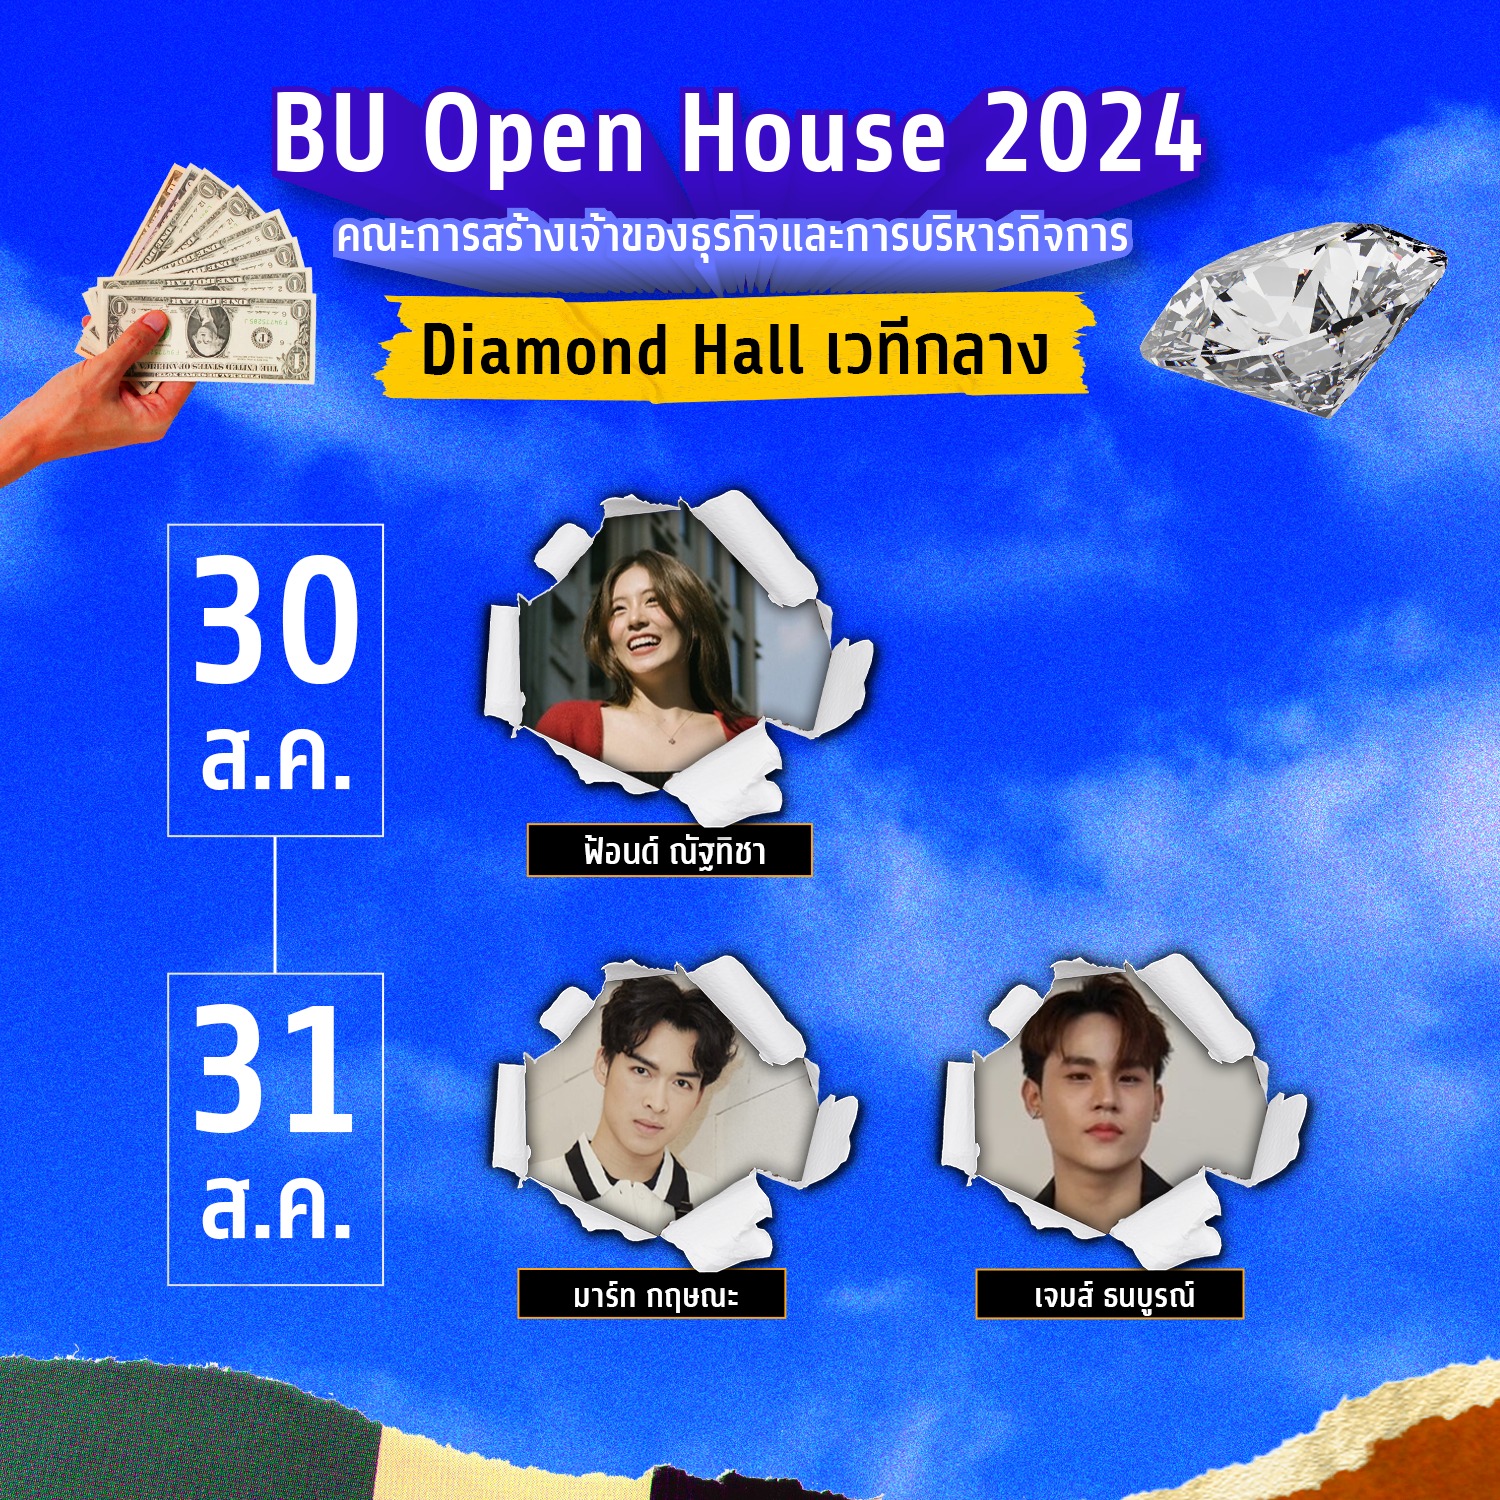 BU Open House 2024
คณะการสร้างเจ้าของธุรกิจและการบริหารกิจการ
Diamond Hall เวทีกลาง
30
ส.ค.
ฟ้อนด์ ณัฐทิชา
31
ส.ค.
มาร์ท กฤษณะ
เจมส์ ธนบูรณ์